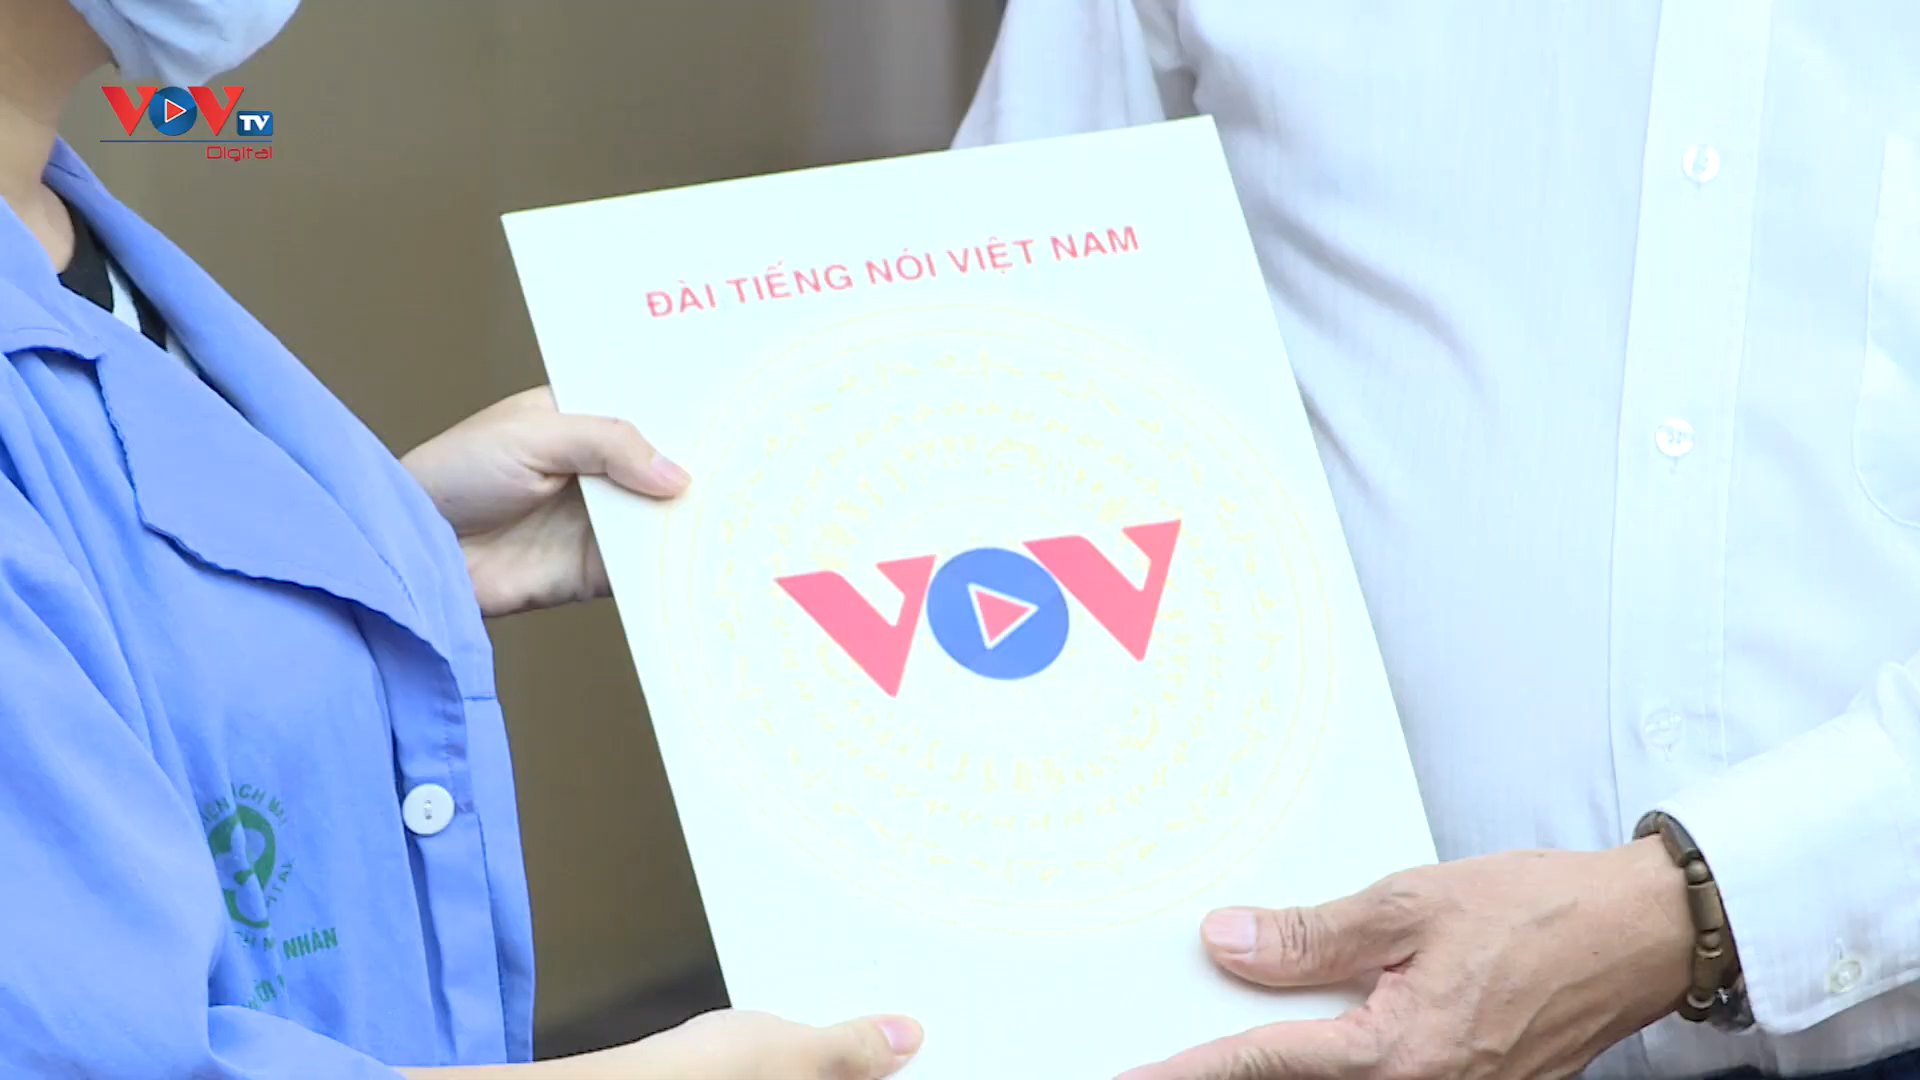 VOV TV
Digital
ĐÀI TIẾNG NÓI VIỆT NAM
VOV
NHÂN